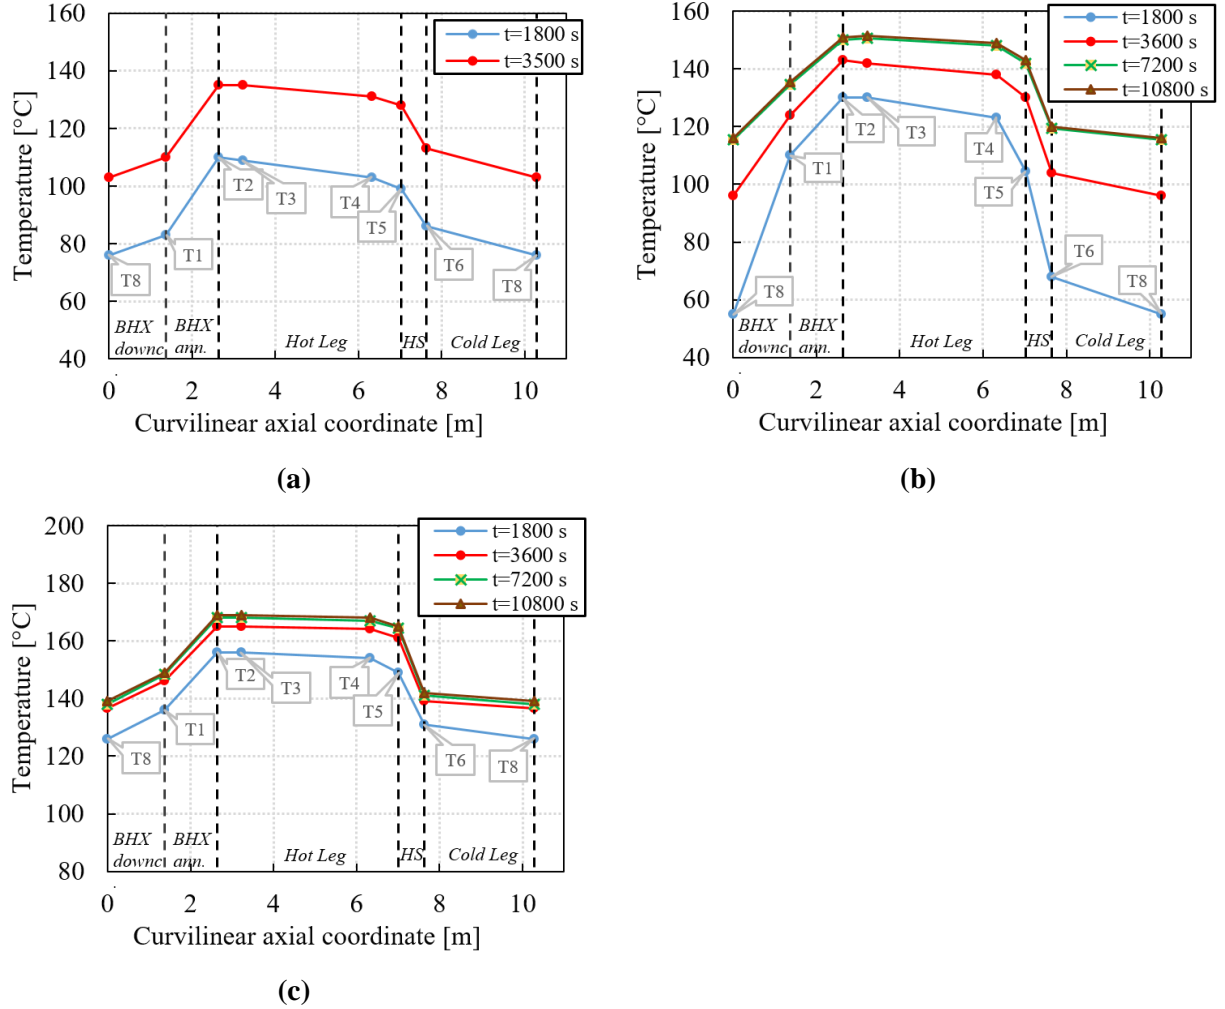 160
140
120
100
80
60
40
Temperature [°C]
t=1800 s
t=3500 s
T8
T1
T2
T3
T4
T5
T6
T8
BHX downc.
BHX ann.
Hot Leg
HS
Cold Leg
0 2 4 6 8 10
Curvilinear axial coordinate [m]
(a)
160
140
120
100
80
60
40
Temperature [°C]
t=1800 s
t=3600 s
t=7200 s
t=10800 s
T8
T1
T2
T3
T4
T5
T6
T8
BHX downc
BHX ann.
Hot Leg
HS
Cold Leg
0 2 4 6 8 10
Curvilinear axial coordinate [m]
(b)
200
180
160
140
120
100
80
Temperature [°C]
t=1800 s
t=3600 s
t=7200 s
t=10800 s
T8
T1
T2
T3
T4
T5
T6
T8
BHX downc
BHX ann.
Hot Leg
HS
Cold Leg
0 2 4 6 8 10
Curvilinear axial coordinate [m]
(c)